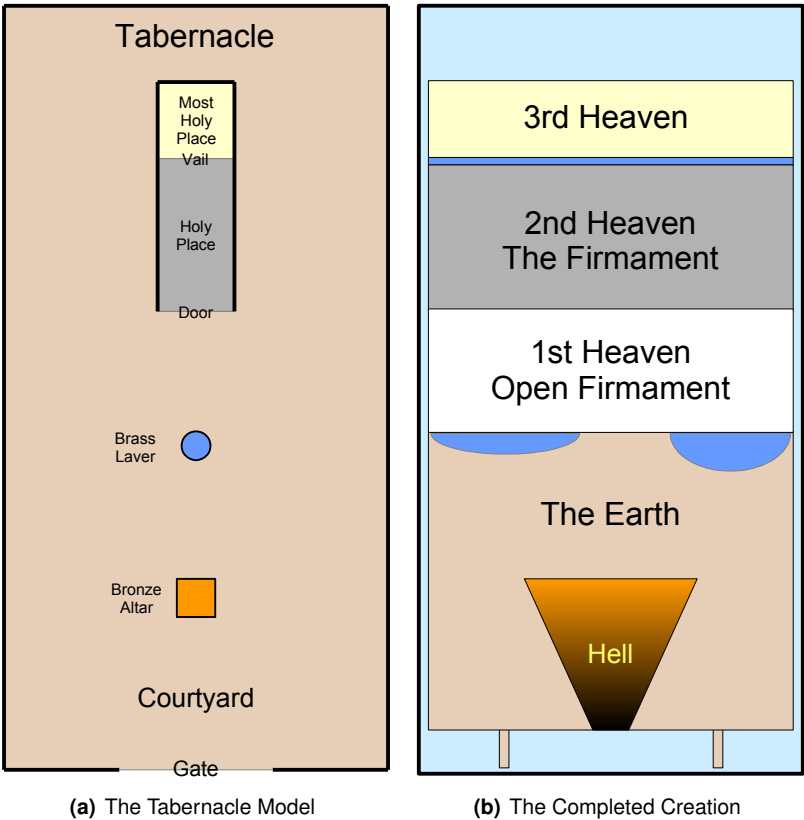 Tabernacle
Most
Holy
Place
Vail
Holy
Place
Door
Brass
Laver
Bronze
Altar
Courtyard
Gate
(a) The Tabernacle Model
3rd Heaven
2nd Heaven
The Firmament
1st Heaven
Open Firmament
The Earth
Hell
(b) The Completed Creation